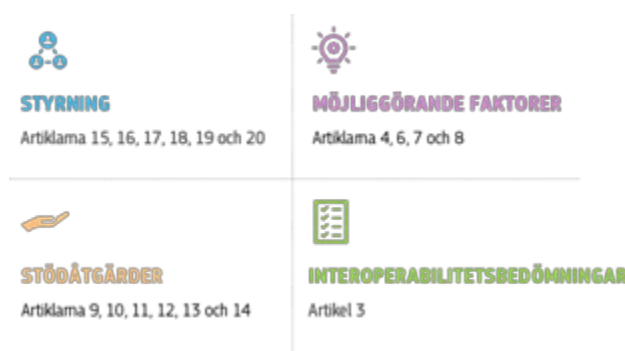 STYRNING
Artiklarna 15, 16, 17, 18, 19 och 20
MÖJLIGGÖRANDE FAKTORER
Artiklarna 4, 6, 7 och 8
STÖDÅTGÄRDER
Artiklarna 9, 10, 11, 12, 13 och 14
INTEROPERABILITETSBEDÖMNINGAR
Artikel 3